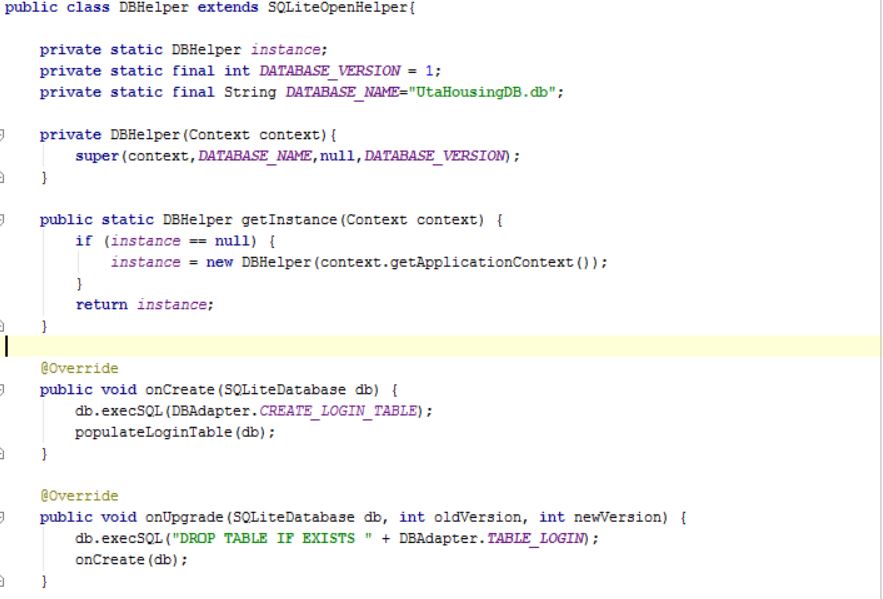 public class DBHelper extends SQLiteOpenHelper{
private static DBHelper instance;
private static final int DATABASE_VERSION = 1;
private static final String DATABASE_NAME="UtaHousingDB.db";
private DBHelper(Context context){
super(context,DATABASE_NAME,null,DATABASE_VERSION);
}
public static DBHelper getInstance(Context context) {
if (instance == null) {
instance = new DBHelper(context.getApplicationContext());
}
return instance;
}
@Override
public void onCreate(SQLiteDatabase db) {
db.execSQL(DBAdapter.CREATE_LOGIN_TABLE);
populateLoginTable(db);
}
@Override
public void onUpgrade(SQLiteDatabase db, int oldVersion, int newVersion) {
db.execSQL("DROP TABLE IF EXISTS " + DBAdapter.TABLE_LOGIN);
onCreate(db);
}